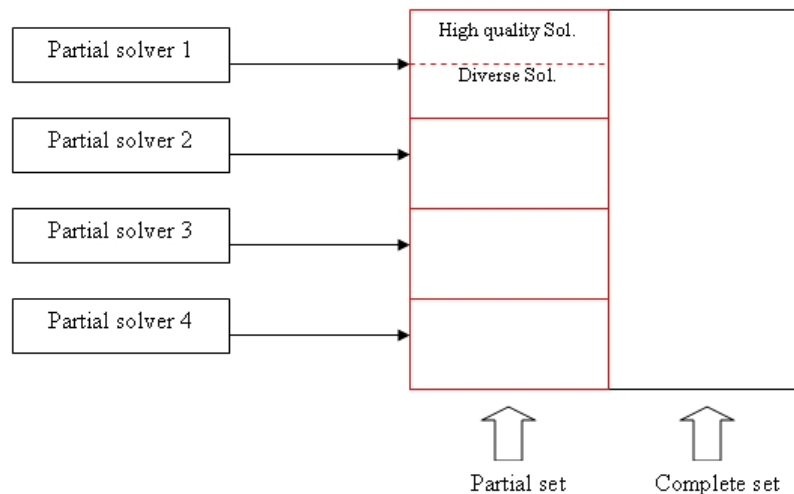 High quality Sol.
Partial solver 1
Diverse Sol.
Partial solver 2
Partial solver 3
Partial solver 4
Partial set
Complete set